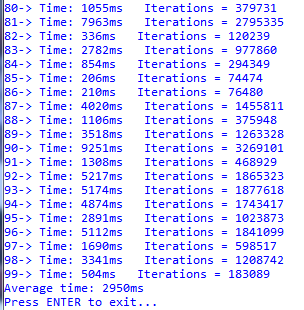 80-> Time: 1055ms   Iterations = 379731
81-> Time: 7963ms   Iterations = 2795335
82-> Time: 336ms   Iterations = 120239
83-> Time: 2782ms   Iterations = 977860
84-> Time: 854ms   Iterations = 294349
85-> Time: 206ms   Iterations = 74474
86-> Time: 210ms   Iterations = 76480
87-> Time: 4020ms   Iterations = 1455811
88-> Time: 1106ms   Iterations = 375948
89-> Time: 3518ms   Iterations = 1263328
90-> Time: 9251ms   Iterations = 3269101
91-> Time: 1308ms   Iterations = 468929
92-> Time: 5217ms   Iterations = 1865323
93-> Time: 5174ms   Iterations = 1877618
94-> Time: 4874ms   Iterations = 1743417
95-> Time: 2891ms   Iterations = 1023873
96-> Time: 5112ms   Iterations = 1841099
97-> Time: 1690ms   Iterations = 598517
98-> Time: 3341ms   Iterations = 1208742
99-> Time: 504ms   Iterations = 183089
Average time: 2950ms
Press ENTER to exit...